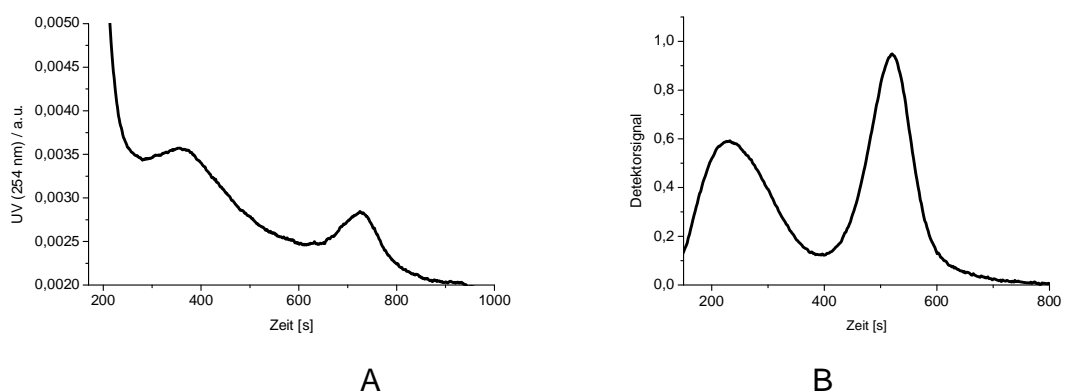 0,0050
0,0045
0,0040
0,0035
0,0030
0,0025
0,0020
UV (254 nm) / a.u.
200 400 600 800 1000
Zeit [s]
A
1,0
0,8
0,6
0,4
0,2
0,0
Detektorsignal
200 400 600 800
Zeit [s]
B